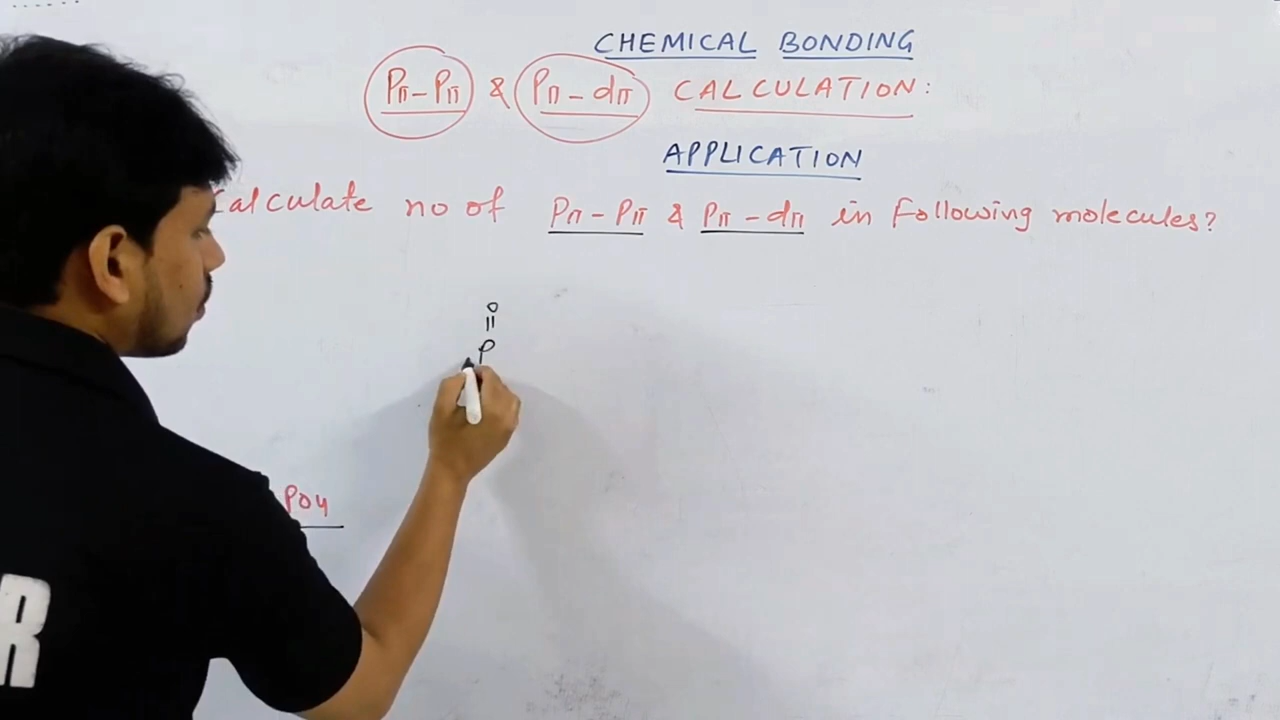 CHEMICAL BONDING
Pπ-Pπ & Pπ-dπ CALCULATION:
APPLICATION
Calculate no of Pπ-Pπ & Pπ-dπ in following molecules?
O
=
P
PO4
R